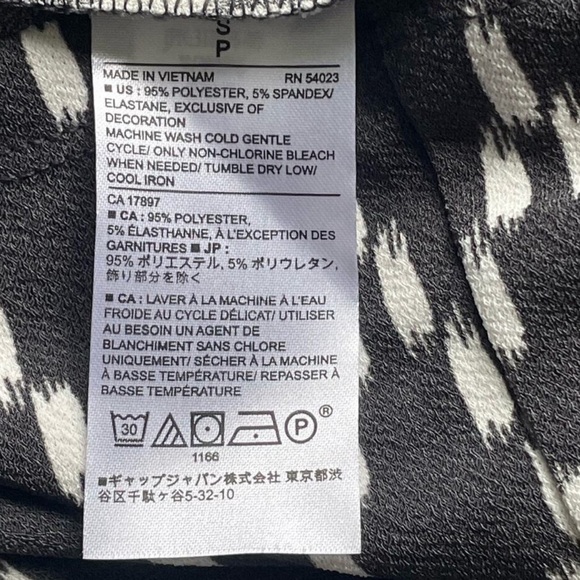 S
P
MADE IN VIETNAM RN 54023
■ US : 95% POLYESTER, 5% SPANDEX/
ELASTANE, EXCLUSIVE OF
DECORATION
MACHINE WASH COLD GENTLE
CYCLE/ ONLY NON-CHLORINE BLEACH
WHEN NEEDED/ TUMBLE DRY LOW/
COOL IRON
CA 17897
■ CA : 95% POLYESTER,
5% ÉLASTHANNE, À L'EXCEPTION DES
GARNITURES ■ JP :
95% ポリエステル, 5% ポリウレタン,
飾り部分を除く
■ CA : LAVER À LA MACHINE À L'EAU
FROIDE AU CYCLE DÉLICAT/ UTILISER
AU BESOIN UN AGENT DE
BLANCHIMENT SANS CHLORE
UNIQUEMENT/ SÉCHER À LA MACHINE
À BASSE TEMPÉRATURE/ REPASSER À
BASSE TEMPÉRATURE
30 P ®
1166
■ギャップジャパン株式会社 東京都渋
谷区千駄ヶ谷5-32-10